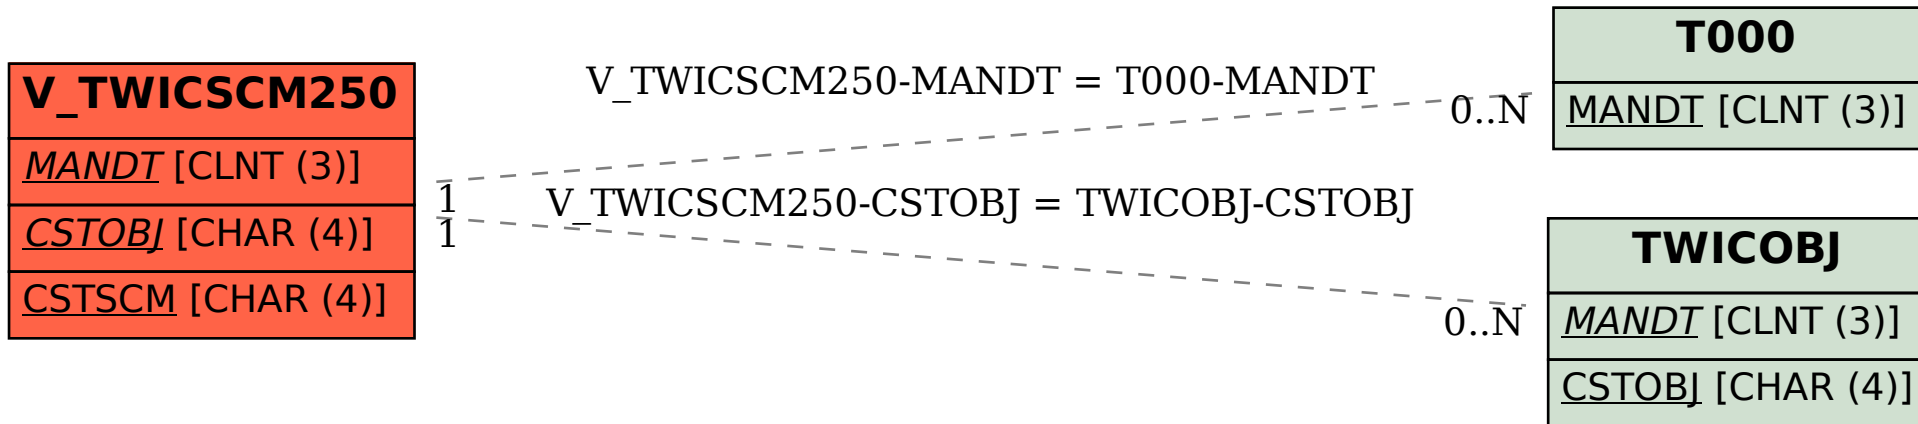 V_TWICSCM250
MANDT [CLNT (3)]
CSTOBJ [CHAR (4)]
CSTSCM [CHAR (4)]
V_TWICSCM250-MANDT = T000-MANDT
1
0..N
V_TWICSCM250-CSTOBJ = TWICOBJ-CSTOBJ
1
0..N
T000
MANDT [CLNT (3)]
TWICOBJ
MANDT [CLNT (3)]
CSTOBJ [CHAR (4)]